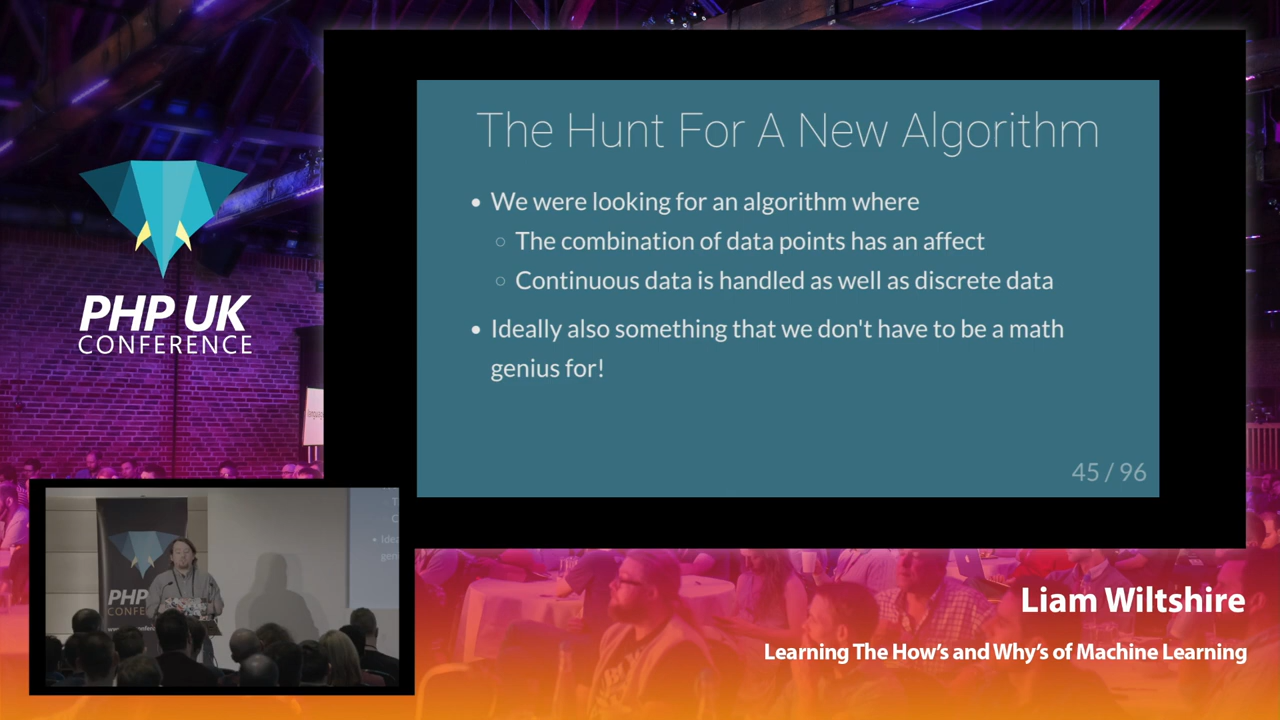 The Hunt For A New Algorithm
• We were looking for an algorithm where
○ The combination of data points has an affect
○ Continuous data is handled as well as discrete data
• Ideally also something that we don't have to be a math
genius for!
45 / 96
PHP UK
CONFERENCE
PHP
CONFE
Liam Wiltshire
Learning The How's and Why's of Machine Learning